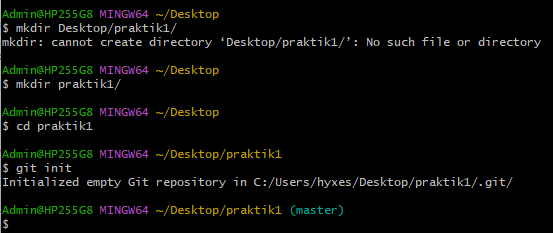 Admin@HP255G8 MINGW64 ~/Desktop
$ mkdir Desktop/praktik1/
mkdir: cannot create directory ‘Desktop/praktik1/’: No such file or directory
Admin@HP255G8 MINGW64 ~/Desktop
$ mkdir praktik1/
Admin@HP255G8 MINGW64 ~/Desktop
$ cd praktik1
Admin@HP255G8 MINGW64 ~/Desktop/praktik1
$ git init
Initialized empty Git repository in C:/Users/hyxes/Desktop/praktik1/.git/
Admin@HP255G8 MINGW64 ~/Desktop/praktik1 (master)
$